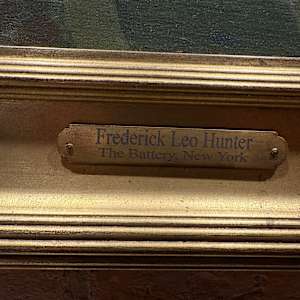 Frederick Leo Hunter
The Battery, New York